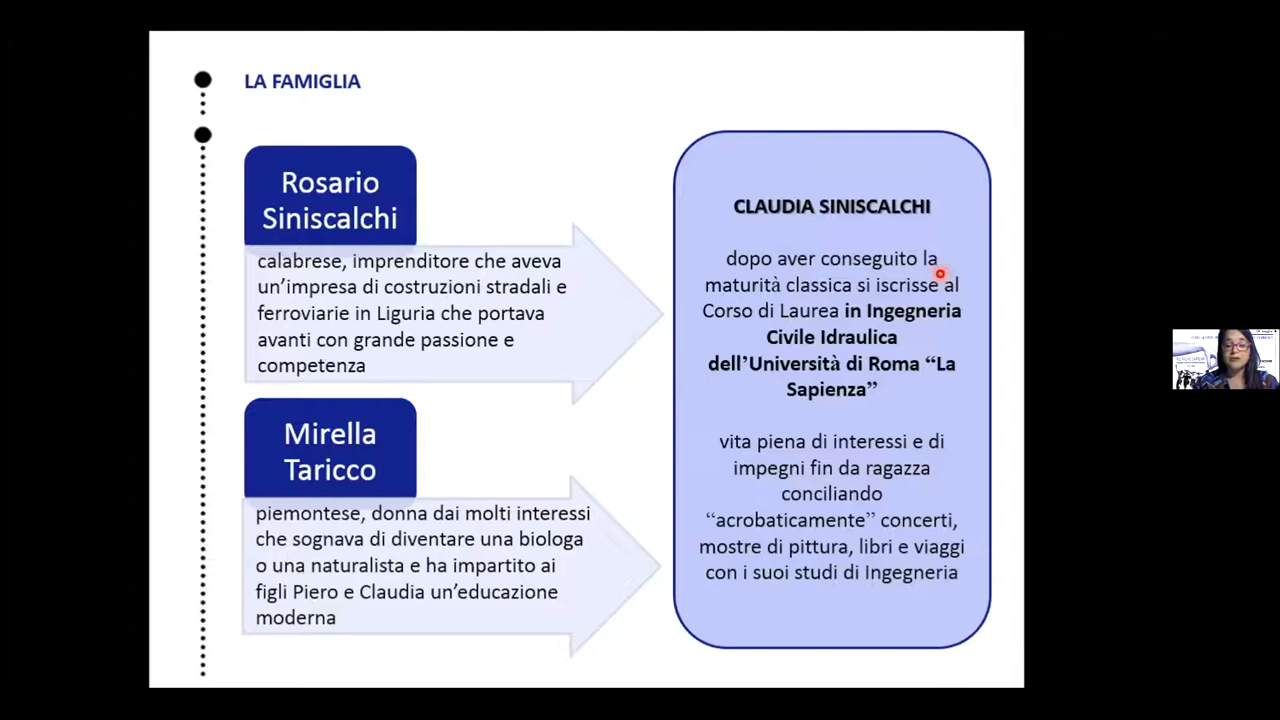 LA FAMIGLIA
Rosario
Siniscalchi
calabrese, imprenditore che aveva
un’impresa di costruzioni stradali e
ferroviarie in Liguria che portava
avanti con grande passione e
competenza
Mirella
Taricco
piemontese, donna dai molti interessi
che sognava di diventare una biologa
o una naturalista e ha impartito ai
figli Piero e Claudia un’educazione
moderna
CLAUDIA SINISCALCHI
dopo aver conseguito la
maturità classica si iscrisse al
Corso di Laurea in Ingegneria
Civile Idraulica
dell’Università di Roma “La
Sapienza”
vita piena di interessi e di
impegni fin da ragazza
conciliando
“acrobaticamente” concerti,
mostre di pittura, libri e viaggi
con i suoi studi di Ingegneria